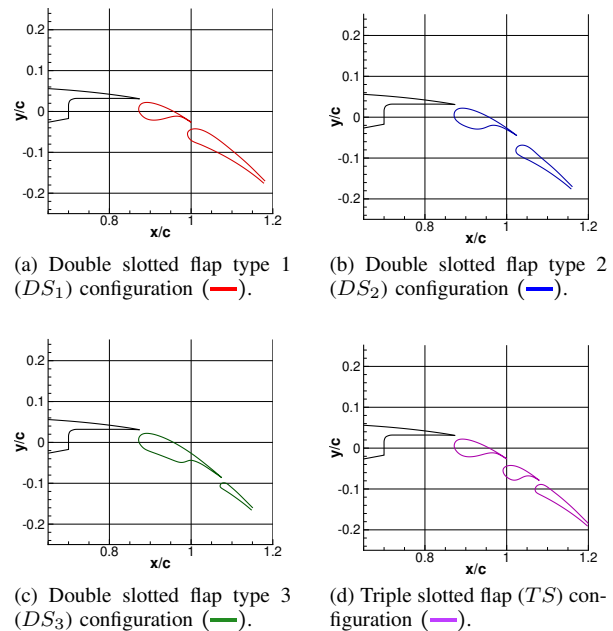 0.2
0.1
y/c
0
-0.1
-0.2
0.8
1
1.2
x/c
(a) Double slotted flap type 1
(DS₁) configuration (—).
0.2
0.1
y/c
0
-0.1
-0.2
0.8
1
1.2
x/c
(b) Double slotted flap type 2
(DS₂) configuration (—).
0.2
0.1
y/c
0
-0.1
-0.2
0.8
1
1.2
x/c
(c) Double slotted flap type 3
(DS₃) configuration (—).
0.2
0.1
y/c
0
-0.1
-0.2
0.8
1
1.2
x/c
(d) Triple slotted flap (TS) con-
figuration (—).